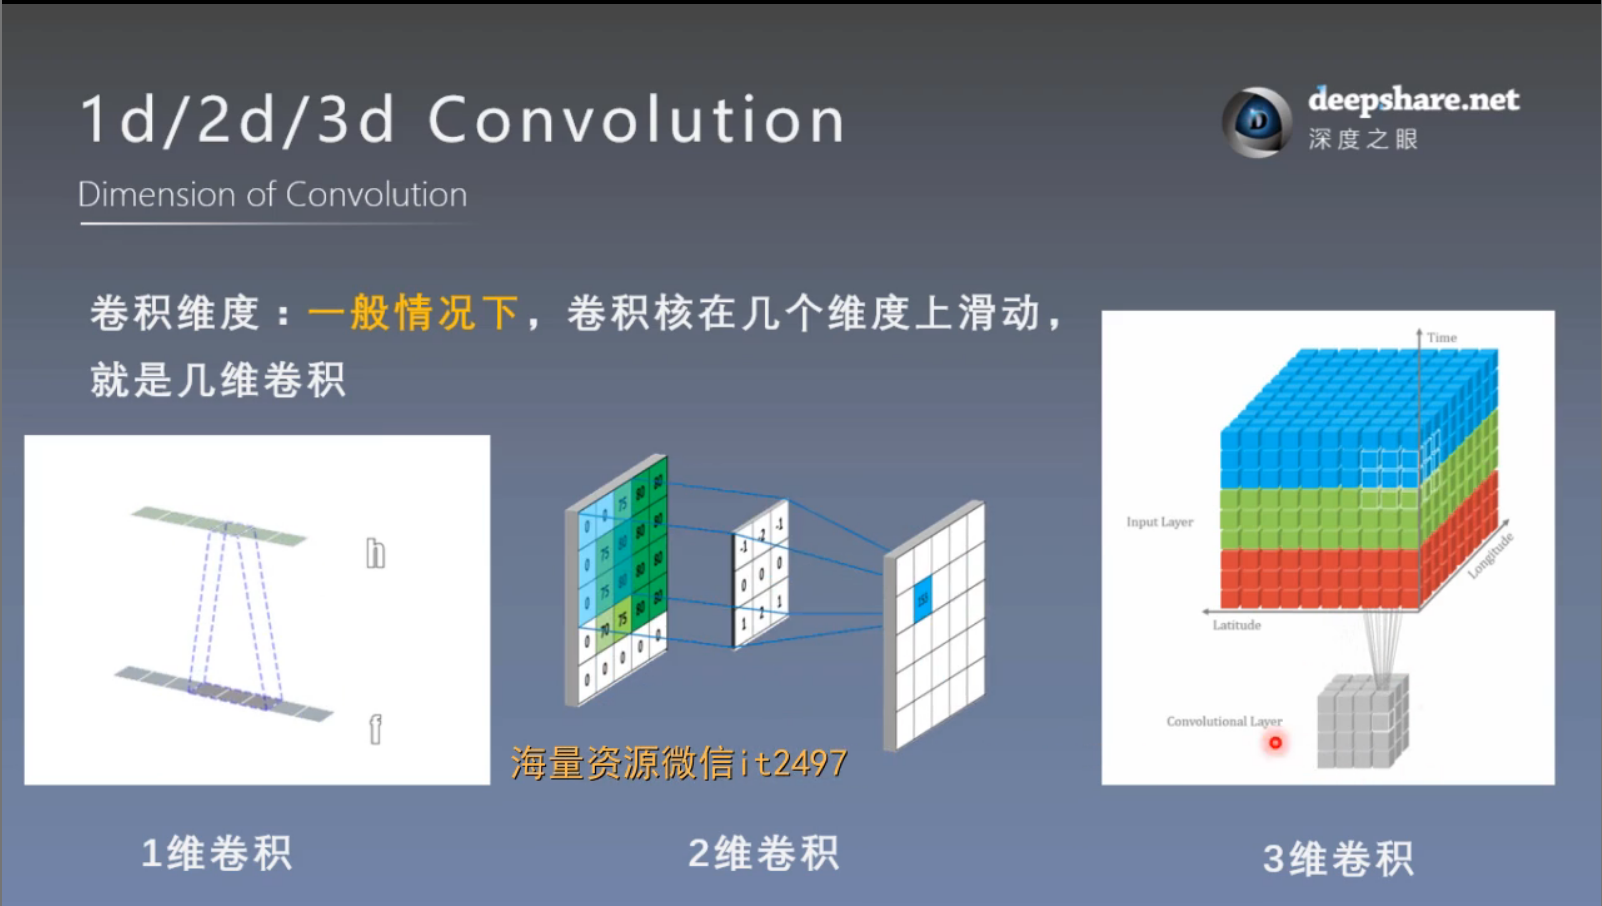 1d/2d/3d Convolution
deepshare.net
深度之眼
Dimension of Convolution
卷积维度：一般情况下，卷积核在几个维度上滑动，
就是几维卷积
h
f
0 0 75 80 80
0 75 80 80 80
0 75 80 80 80
0 70 75 80 80
0 0 0 0 0
-1 -2 -1
0 0 0
1 2 1
155
Time
Input Layer
Longitude
Latitude
Convolutional Layer
海量资源微信it2497
1维卷积
2维卷积
3维卷积